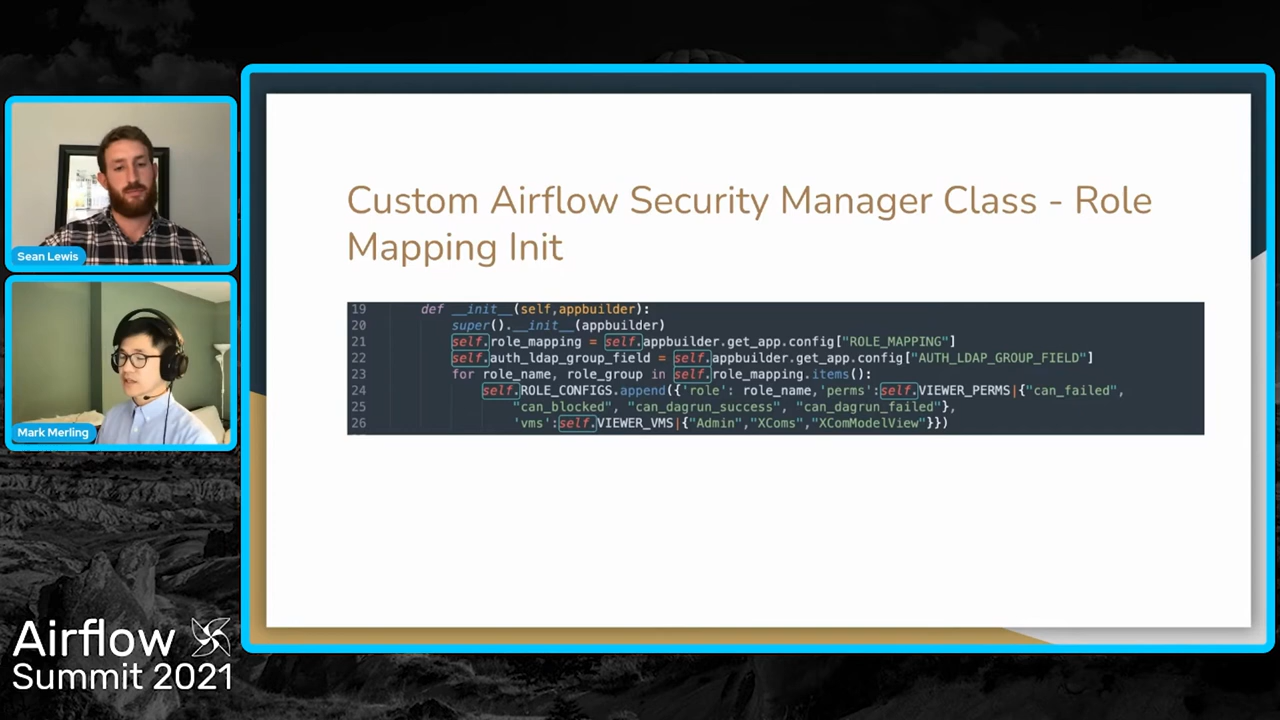 Sean Lewis
Mark Merling
Airflow
Summit 2021
Custom Airflow Security Manager Class - Role
Mapping Init
19 def __init__(self,appbuilder):
20 super().__init__(appbuilder)
21 self.role_mapping = self.appbuilder.get_app.config["ROLE_MAPPING"]
22 self.auth_ldap_group_field = self.appbuilder.get_app.config["AUTH_LDAP_GROUP_FIELD"]
23 for role_name, role_group in self.role_mapping.items():
24 self.ROLE_CONFIGS.append({'role': role_name,'perms':self.VIEWER_PERMS|{"can_failed",
25 "can_blocked", "can_dagrun_success", "can_dagrun_failed"},
26 'vms':self.VIEWER_VMS|{"Admin","XComs","XComModelView"}})